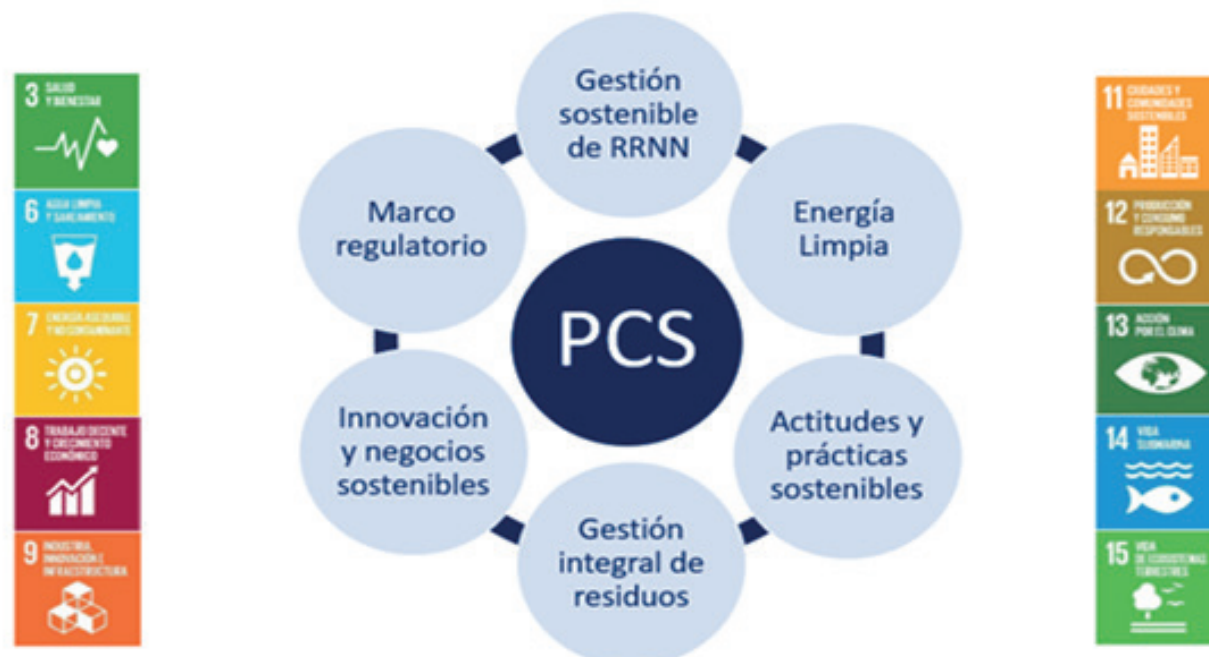 3 SALUD
Y BIENESTAR
6 AGUA LIMPIA
Y SANEAMIENTO
7 ENERGÍA ASEQUIBLE
Y NO CONTAMINANTE
8 TRABAJO DECENTE
Y CRECIMIENTO
ECONÓMICO
9 INDUSTRIA,
INNOVACIÓN E
INFRAESTRUCTURA
Gestión
sostenible
de RRNN
Marco
regulatorio
Energía
Limpia
PCS
Innovación
y negocios
sostenibles
Actitudes y
prácticas
sostenibles
Gestión
integral de
residuos
11 CIUDADES Y
COMUNIDADES
SOSTENIBLES
12 PRODUCCIÓN
Y CONSUMO
RESPONSABLES
13 ACCIÓN
POR EL CLIMA
14 VIDA
SUBMARINA
15 VIDA
DE ECOSISTEMAS
TERRESTRES